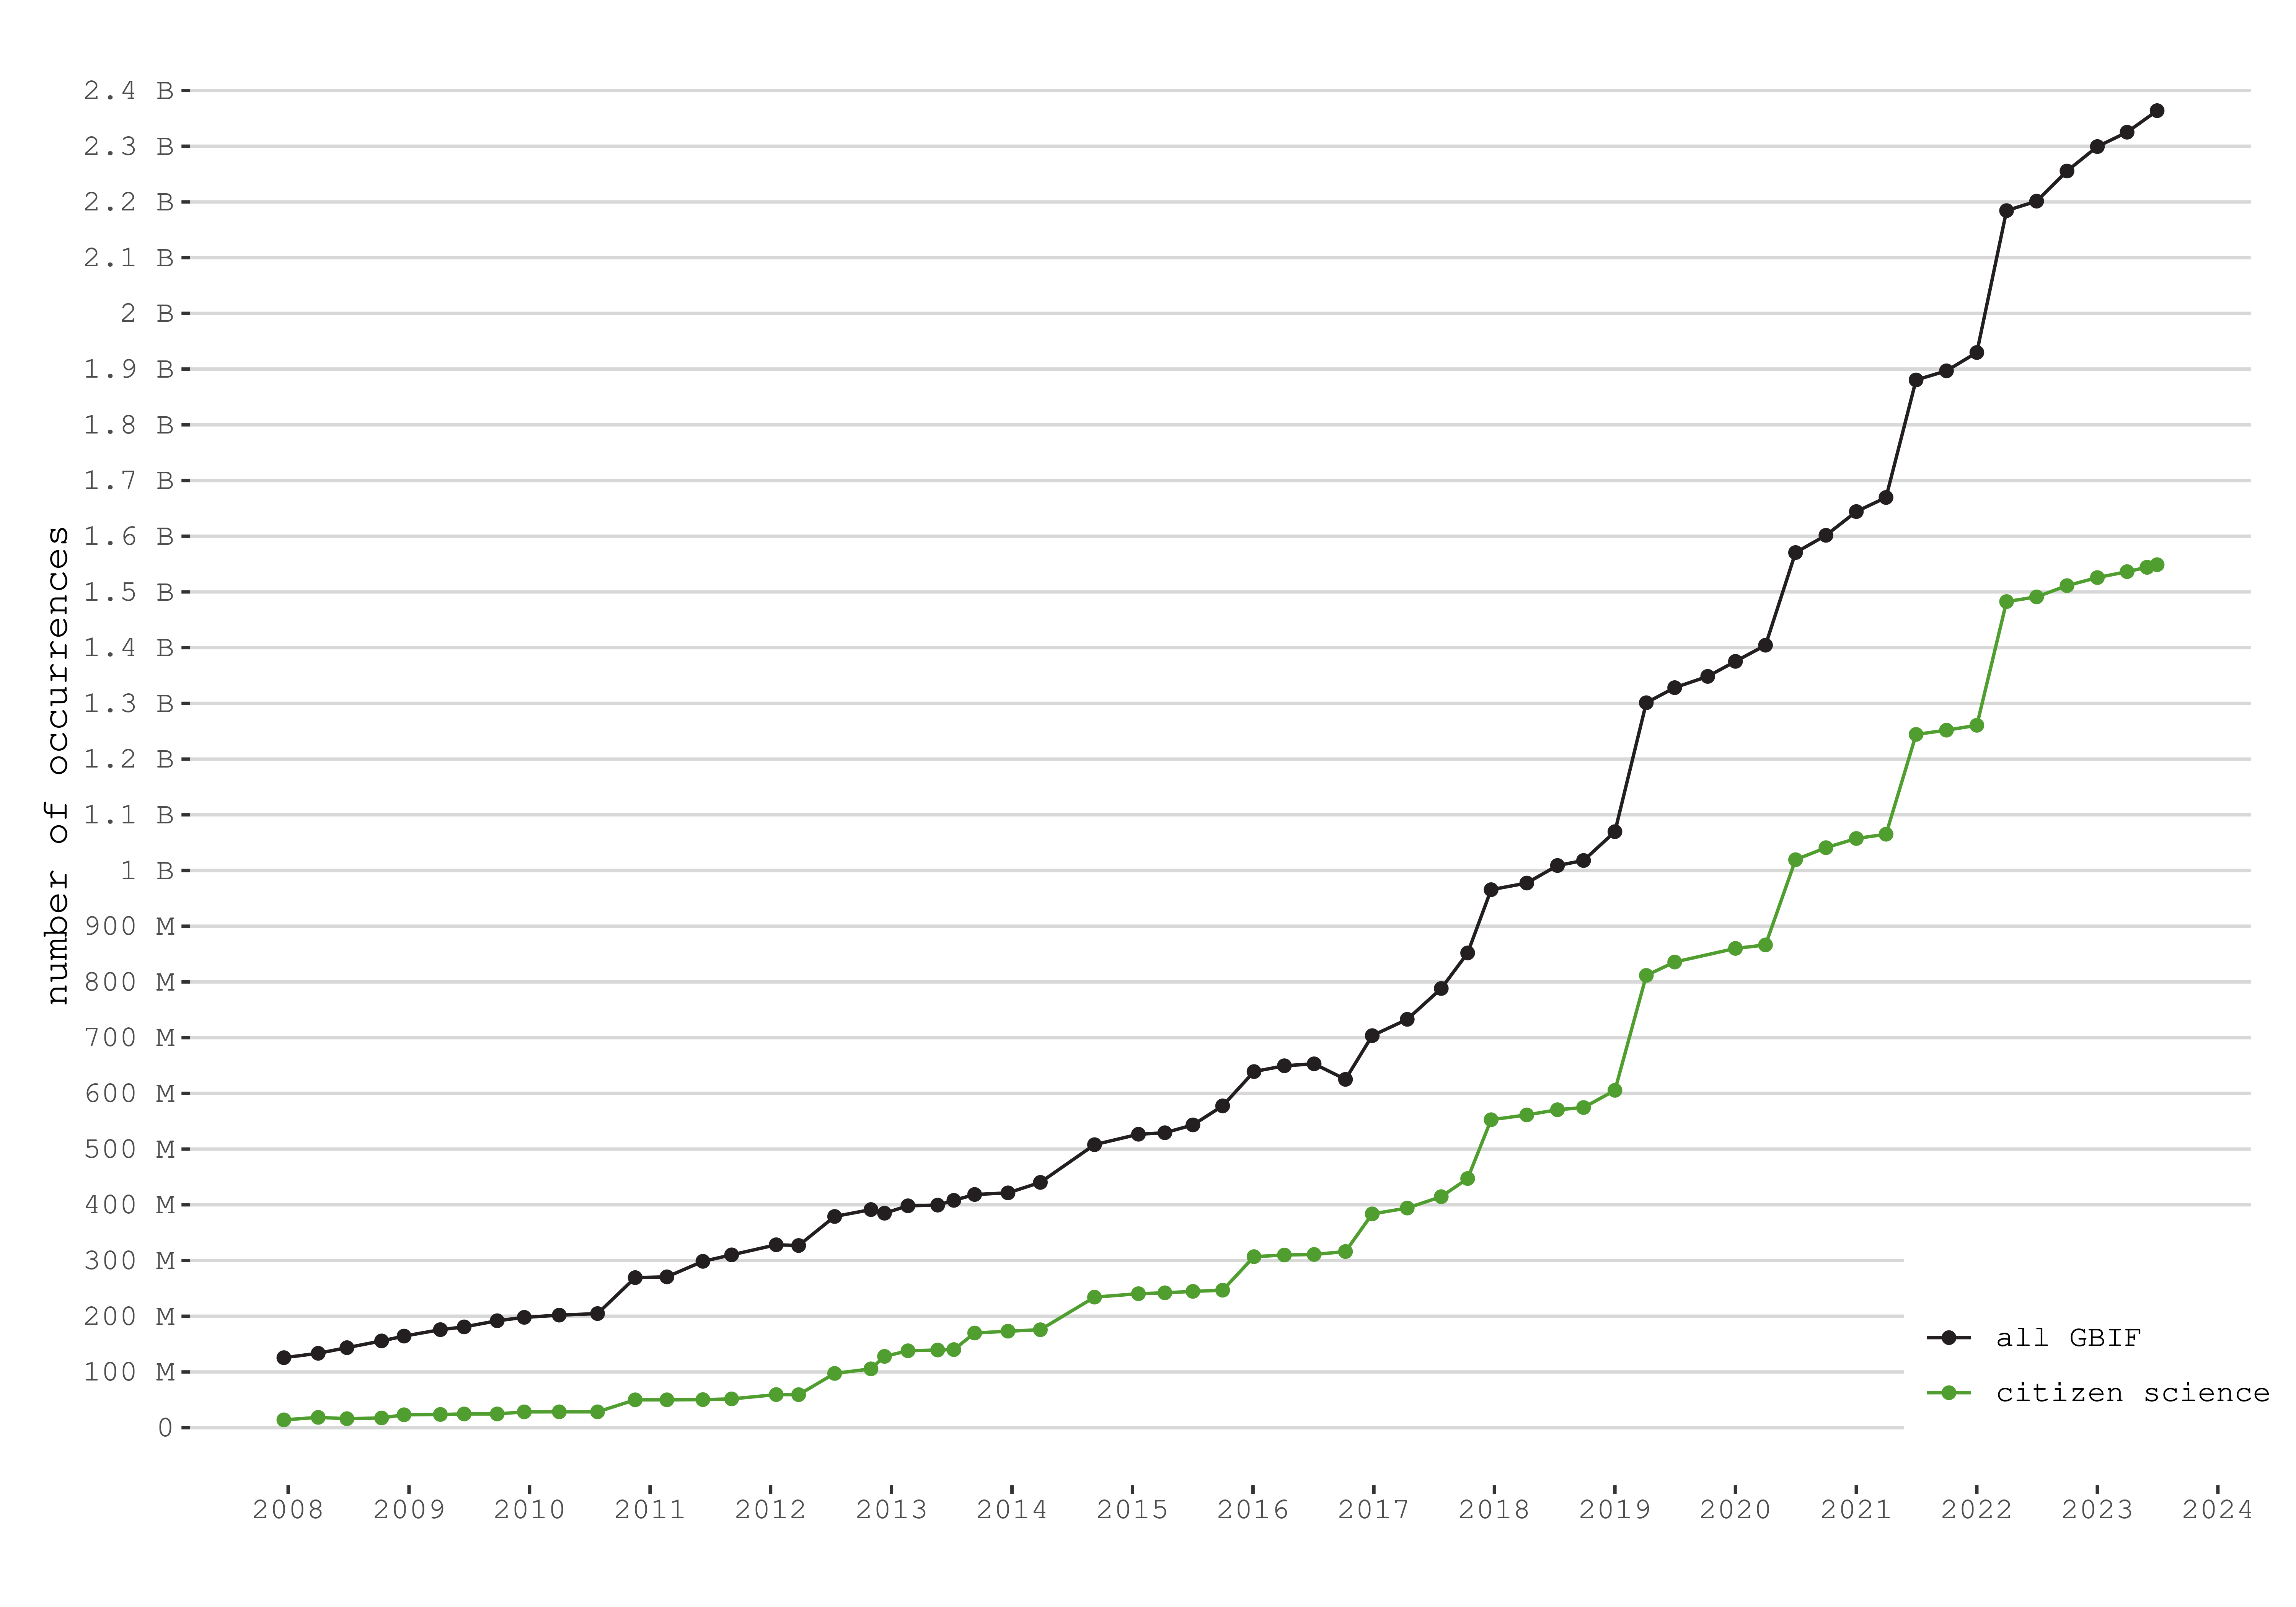 number of occurrences
2.4 B
2.3 B
2.2 B
2.1 B
2 B
1.9 B
1.8 B
1.7 B
1.6 B
1.5 B
1.4 B
1.3 B
1.2 B
1.1 B
1 B
900 M
800 M
700 M
600 M
500 M
400 M
300 M
200 M
100 M
0
all GBIF
citizen science
2008 2009 2010 2011 2012 2013 2014 2015 2016 2017 2018 2019 2020 2021 2022 2023 2024